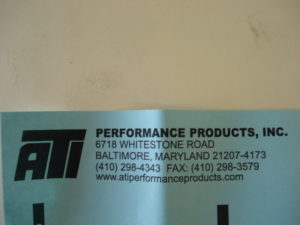 ATI
PERFORMANCE PRODUCTS, INC.
6718 WHITESTONE ROAD
BALTIMORE, MARYLAND 21207-4173
(410) 298-4343 FAX: (410) 298-3579
www.atiperformanceproducts.com